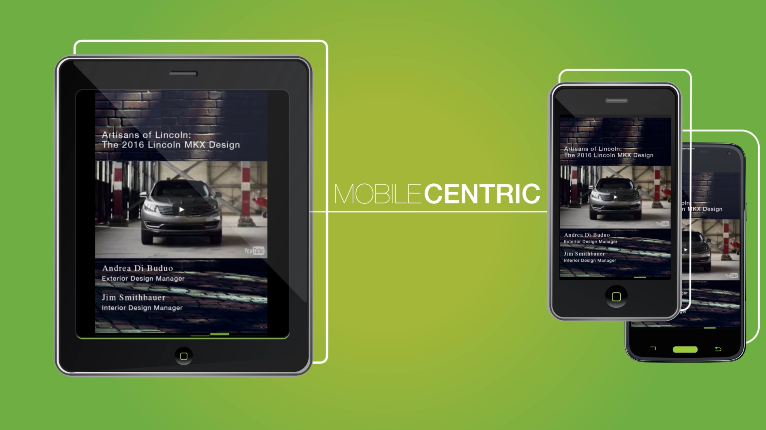 Artisans of Lincoln:
The 2016 Lincoln MKX Design
YouTube
Andrea Di Buduo
Exterior Design Manager
Jim Smithbauer
Interior Design Manager
MOBILECENTRIC
Artisans of Lincoln:
The 2016 Lincoln MKX Design
YouTube
Andrea Di Buduo
Exterior Design Manager
Jim Smithbauer
Interior Design Manager
MKX Design